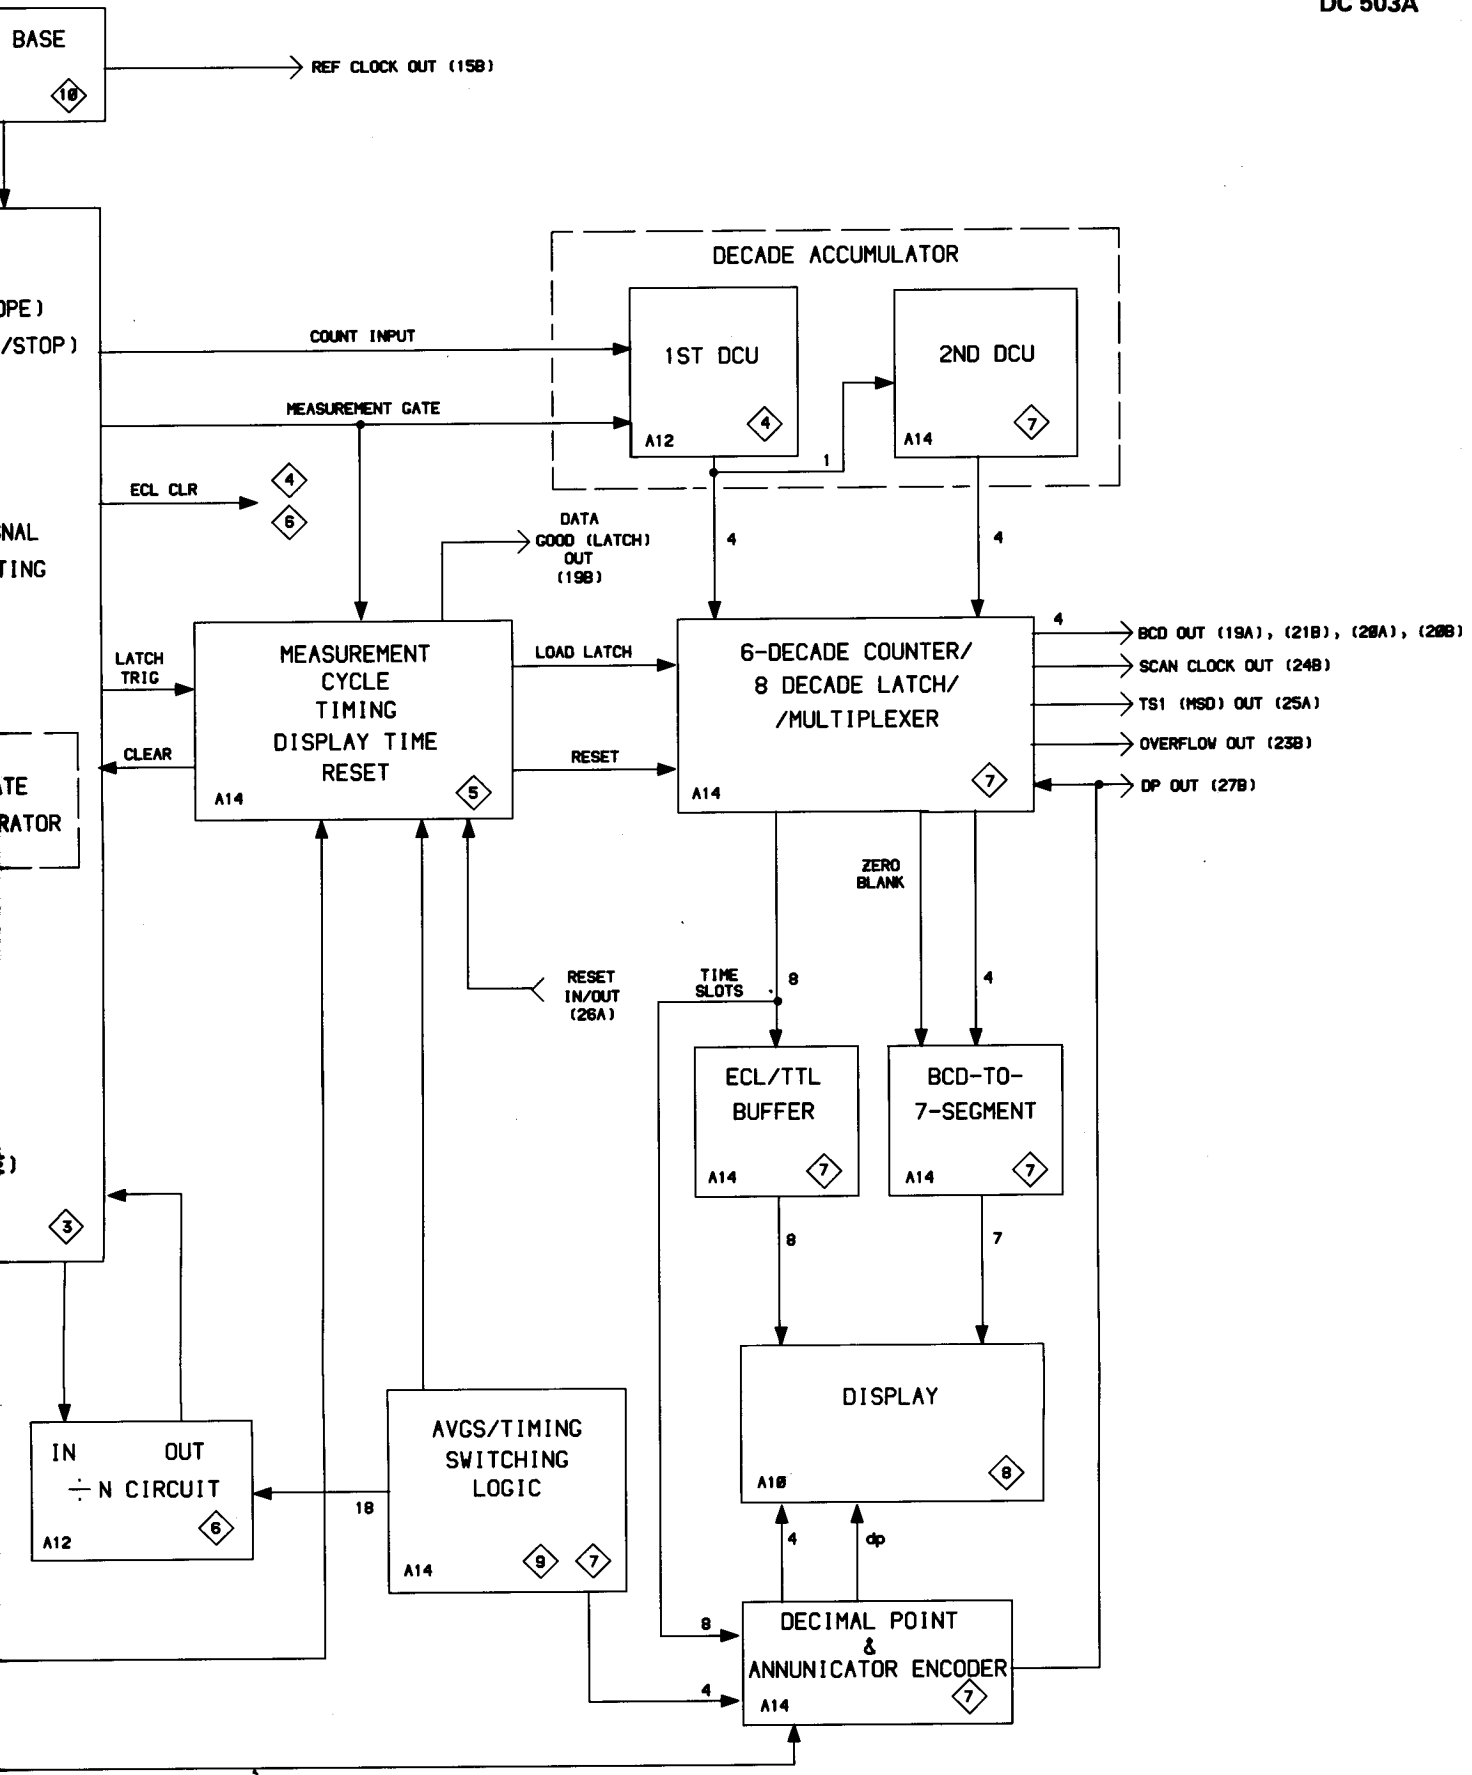 DC 503A
BASE
10
REF CLOCK OUT (15B)
DECADE ACCUMULATOR
OPE)
/STOP)
COUNT INPUT
1ST DCU
4
A12
2ND DCU
7
A14
MEASUREMENT GATE
1
ECL CLR
4
6
DATA
GOOD (LATCH)
OUT
(19B)
4
4
GNAL
TING
LATCH
TRIG
CLEAR
MEASUREMENT
CYCLE
TIMING
DISPLAY TIME
RESET
A14
5
LOAD LATCH
RESET
6-DECADE COUNTER/
8 DECADE LATCH/
/MULTIPLEXER
A14
7
4
BCD OUT (19A), (21B), (20A), (20B)
SCAN CLOCK OUT (24B)
TS1 (MSD) OUT (25A)
OVERFLOW OUT (23B)
DP OUT (27B)
ATE
RATOR
ZERO
BLANK
RESET
IN/OUT
(26A)
TIME
SLOTS
8
4
ECL/TTL
BUFFER
A14
7
BCD-TO-
7-SEGMENT
A14
7
3
8
7
IN OUT
÷ N CIRCUIT
A12
6
18
AVGS/TIMING
SWITCHING
LOGIC
A14
9
7
DISPLAY
A10
8
4
dp
8
4
DECIMAL POINT
&
ANNUNICATOR ENCODER
A14
7